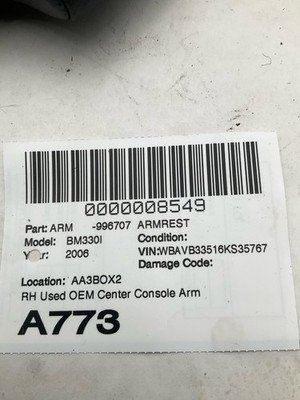 0000008549
Part: ARM -996707 ARMREST
Model: BM330I Condition:
Year: 2006 VIN:WBAVB33516KS35767
Damage Code:
Location: AA3BOX2
RH Used OEM Center Console Arm
A773